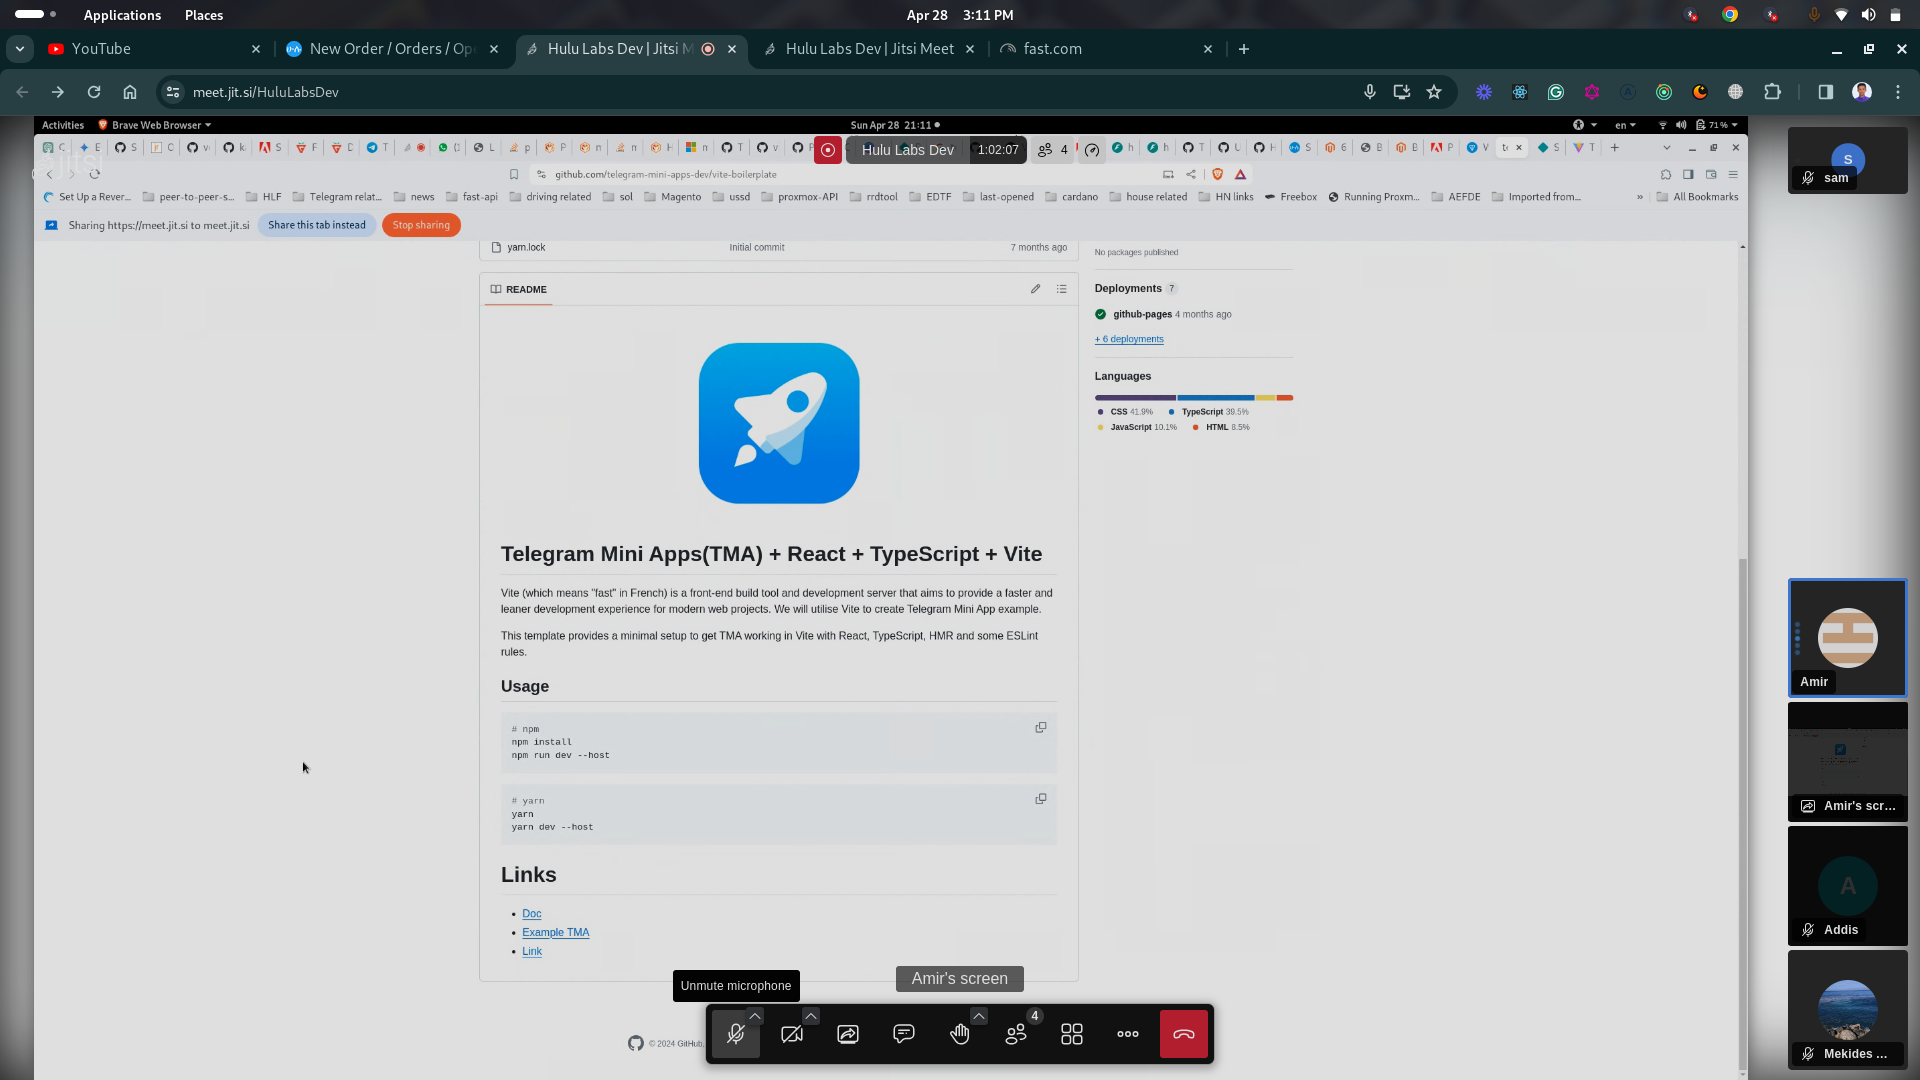 Applications Places
Apr 28 3:11 PM
YouTube
New Order / Orders / Op
Hulu Labs Dev | Jitsi M
Hulu Labs Dev | Jitsi Meet
fast.com
meet.jit.si/HuluLabsDev
Activities Brave Web Browser
Sun Apr 28 21:11
en
71%
jitsi
Hulu Labs Dev 1:02:07 4
github.com/telegram-mini-apps-dev/vite-boilerplate
Set Up a Rever... peer-to-peer-s... HLF Telegram relat... news fast-api driving related sol Magento ussd proxmox-API rrdtool EDTF last-opened cardano house related HN links Freebox Running Proxm... AEFDE Imported from... » All Bookmarks
Sharing https://meet.jit.si to meet.jit.si Share this tab instead Stop sharing
yarn.lock Initial commit 7 months ago
README
Telegram Mini Apps(TMA) + React + TypeScript + Vite
Vite (which means "fast" in French) is a front-end build tool and development server that aims to provide a faster and
leaner development experience for modern web projects. We will utilise Vite to create Telegram Mini App example.
This template provides a minimal setup to get TMA working in Vite with React, TypeScript, HMR and some ESLint
rules.
Usage
# npm
npm install
npm run dev --host
# yarn
yarn
yarn dev --host
Links
Doc
Example TMA
Link
No packages published
Deployments 7
github-pages 4 months ago
+ 6 deployments
Languages
CSS 41.9% TypeScript 39.5%
JavaScript 10.1% HTML 8.5%
S
sam
Amir
Amir's scr...
A
Addis
Mekides ...
Amir's screen
Unmute microphone
4
© 2024 GitHub,